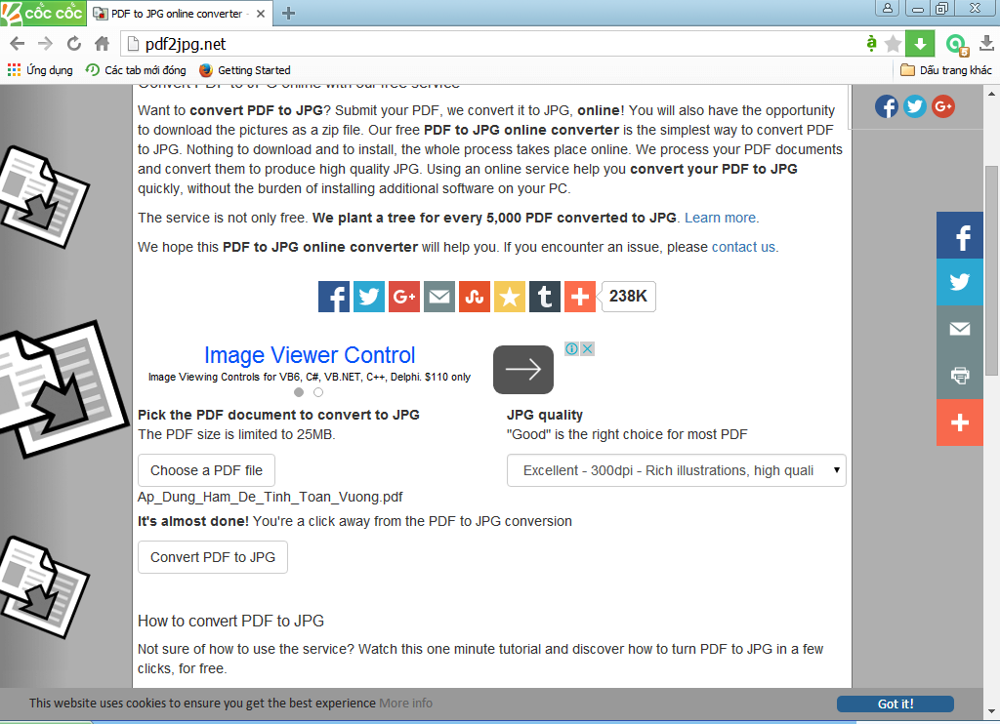 CỐC CỐC
PDF to JPG online converter
pdf2jpg.net
Ứng dụng
Các tab mới đóng
Getting Started
Dấu trang khác
Convert PDF to JPG online with our free service
Want to convert PDF to JPG? Submit your PDF, we convert it to JPG, online! You will also have the opportunity
to download the pictures as a zip file. Our free PDF to JPG online converter is the simplest way to convert PDF
to JPG. Nothing to download and to install, the whole process takes place online. We process your PDF documents
and convert them to produce high quality JPG. Using an online service help you convert your PDF to JPG
quickly, without the burden of installing additional software on your PC.
The service is not only free. We plant a tree for every 5,000 PDF converted to JPG. Learn more.
We hope this PDF to JPG online converter will help you. If you encounter an issue, please contact us.
238K
Image Viewer Control
Image Viewing Controls for VB6, C#, VB.NET, C++, Delphi. $110 only
Pick the PDF document to convert to JPG
The PDF size is limited to 25MB.
JPG quality
"Good" is the right choice for most PDF
Choose a PDF file
Excellent - 300dpi - Rich illustrations, high quali
Ap_Dung_Ham_De_Tinh_Toan_Vuong.pdf
It's almost done! You're a click away from the PDF to JPG conversion
Convert PDF to JPG
How to convert PDF to JPG
Not sure of how to use the service? Watch this one minute tutorial and discover how to turn PDF to JPG in a few
clicks, for free.
This website uses cookies to ensure you get the best experience More info
Got it!